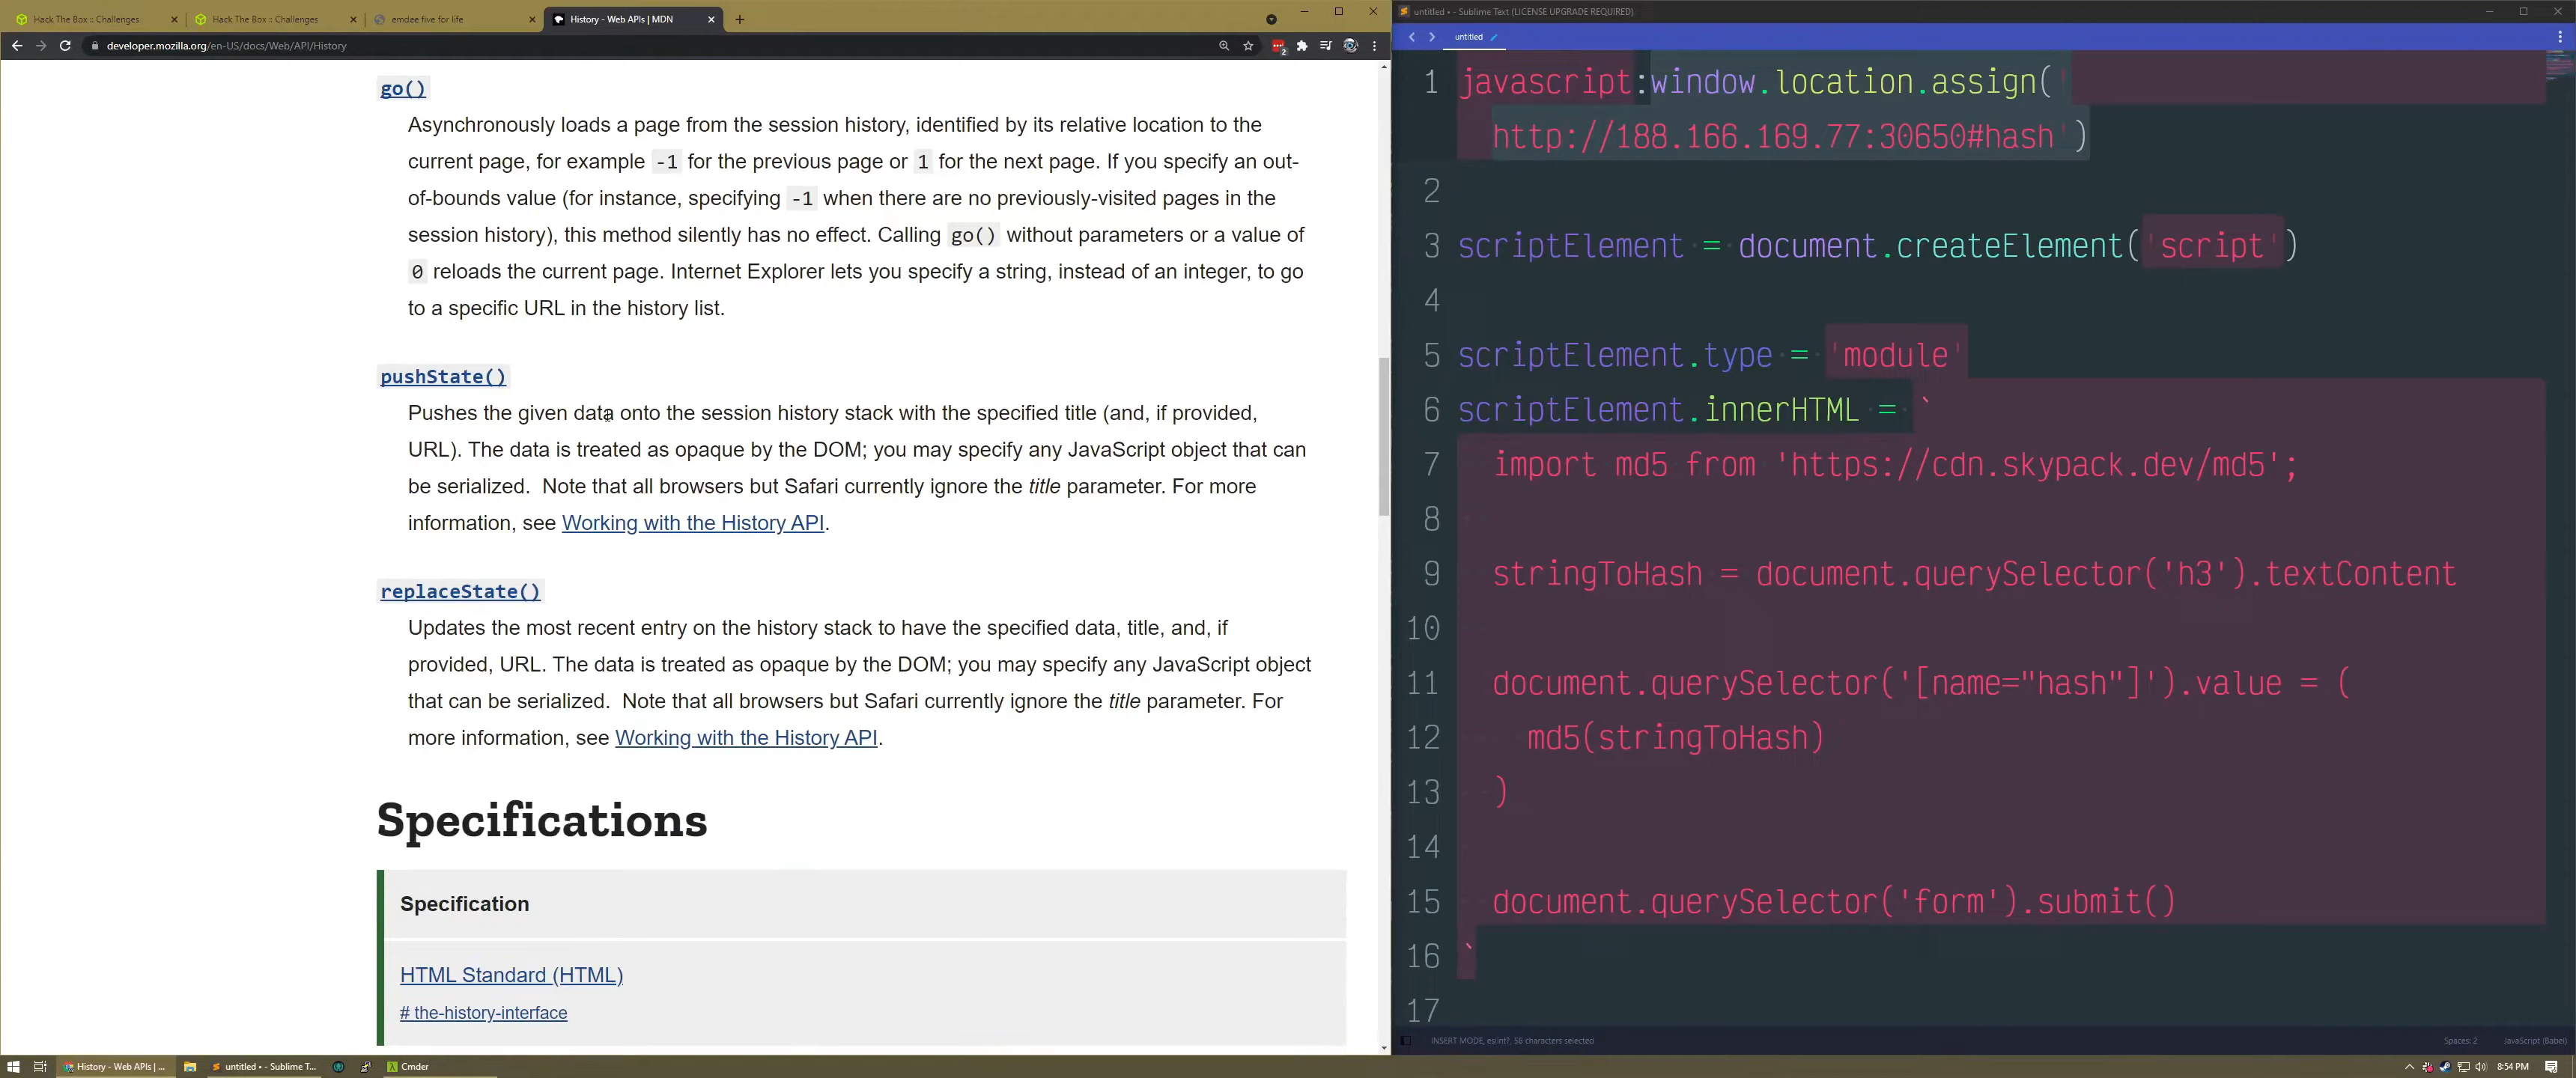 Hack The Box :: Challenges
Hack The Box :: Challenges
emdee five for life
History - Web APIs | MDN
developer.mozilla.org/en-US/docs/Web/API/History
go()
Asynchronously loads a page from the session history, identified by its relative location to the
current page, for example -1 for the previous page or 1 for the next page. If you specify an out-
of-bounds value (for instance, specifying -1 when there are no previously-visited pages in the
session history), this method silently has no effect. Calling go() without parameters or a value of
0 reloads the current page. Internet Explorer lets you specify a string, instead of an integer, to go
to a specific URL in the history list.
pushState()
Pushes the given data onto the session history stack with the specified title (and, if provided,
URL). The data is treated as opaque by the DOM; you may specify any JavaScript object that can
be serialized. Note that all browsers but Safari currently ignore the title parameter. For more
information, see Working with the History API.
replaceState()
Updates the most recent entry on the history stack to have the specified data, title, and, if
provided, URL. The data is treated as opaque by the DOM; you may specify any JavaScript object
that can be serialized. Note that all browsers but Safari currently ignore the title parameter. For
more information, see Working with the History API.
Specifications
Specification
HTML Standard (HTML)
# the-history-interface
untitled • - Sublime Text (LICENSE UPGRADE REQUIRED)
untitled
1 javascript:window.location.assign('
http://188.166.169.77:30650#hash')
2
3 scriptElement = document.createElement('script')
4
5 scriptElement.type = 'module'
6 scriptElement.innerHTML = `
7 import md5 from 'https://cdn.skypack.dev/md5';
8
9 stringToHash = document.querySelector('h3').textContent
10
11 document.querySelector('[name="hash"]').value = (
12 md5(stringToHash)
13 )
14
15 document.querySelector('form').submit()
16 `
17
INSERT MODE, eslint?, 58 characters selected
Spaces: 2
JavaScript (Babel)
History - Web APIs | ...
untitled • - Sublime T...
Cmder
8:54 PM